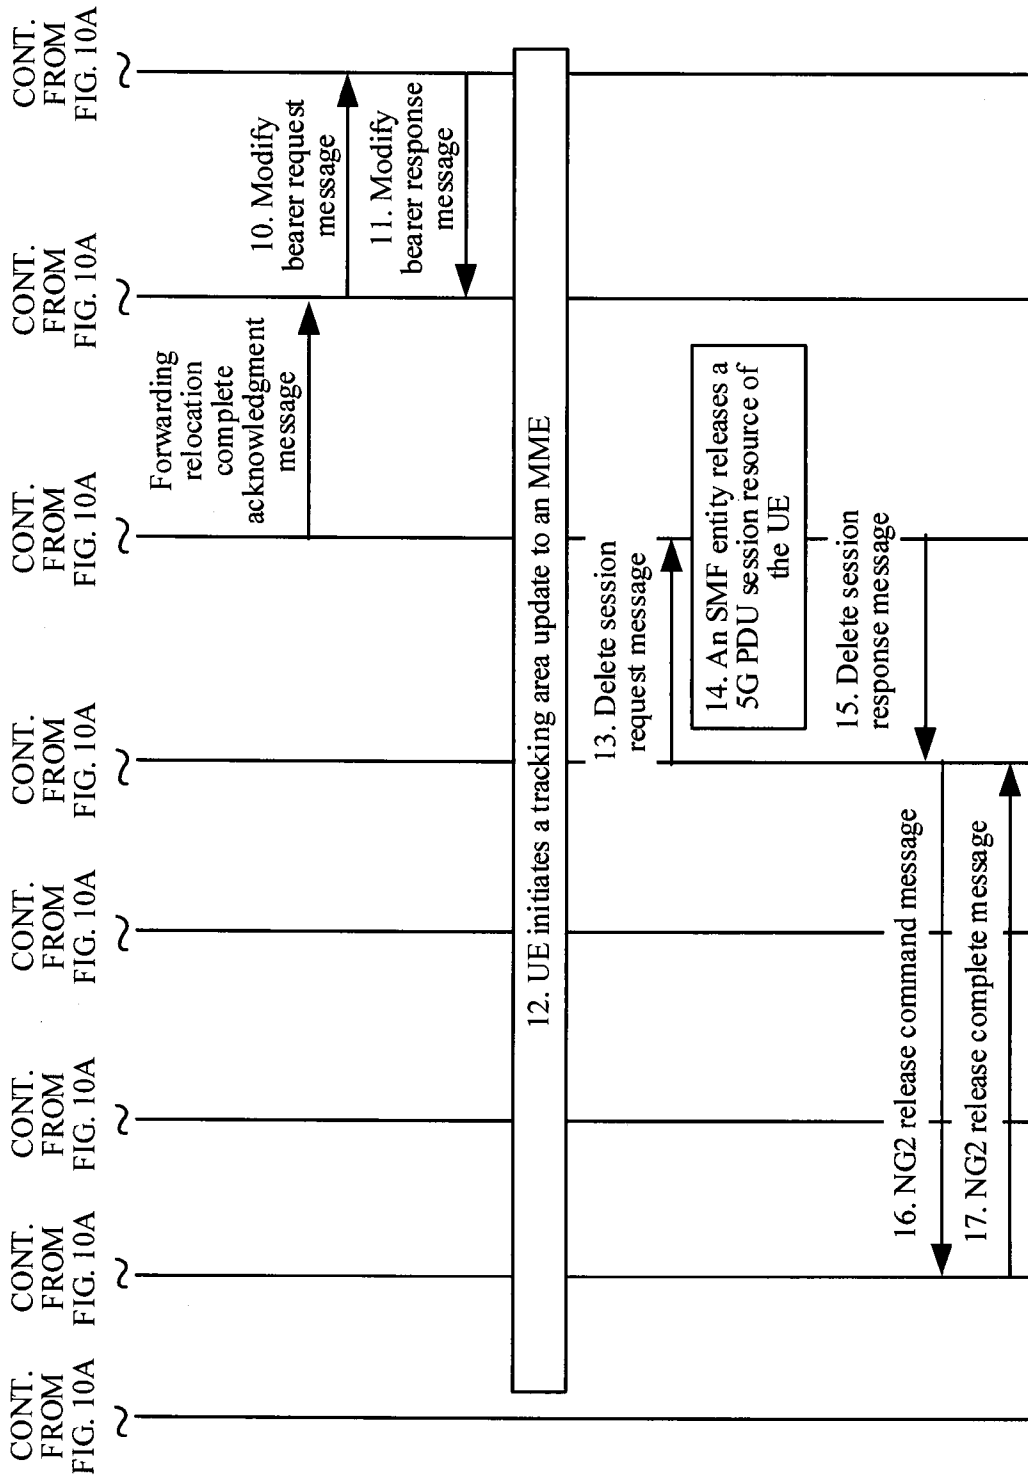 CONT.
FROM
FIG. 10A
CONT.
FROM
FIG. 10A
CONT.
FROM
FIG. 10A
CONT.
FROM
FIG. 10A
CONT.
FROM
FIG. 10A
CONT.
FROM
FIG. 10A
CONT.
FROM
FIG. 10A
CONT.
FROM
FIG. 10A
Forwarding
relocation
complete
acknowledgment
message
10. Modify
bearer request
message
11. Modify
bearer response
message
12. UE initiates a tracking area update to an MME
13. Delete session
request message
14. An SMF entity releases a
5G PDU session resource of
the UE
15. Delete session
response message
16. NG2 release command message
17. NG2 release complete message